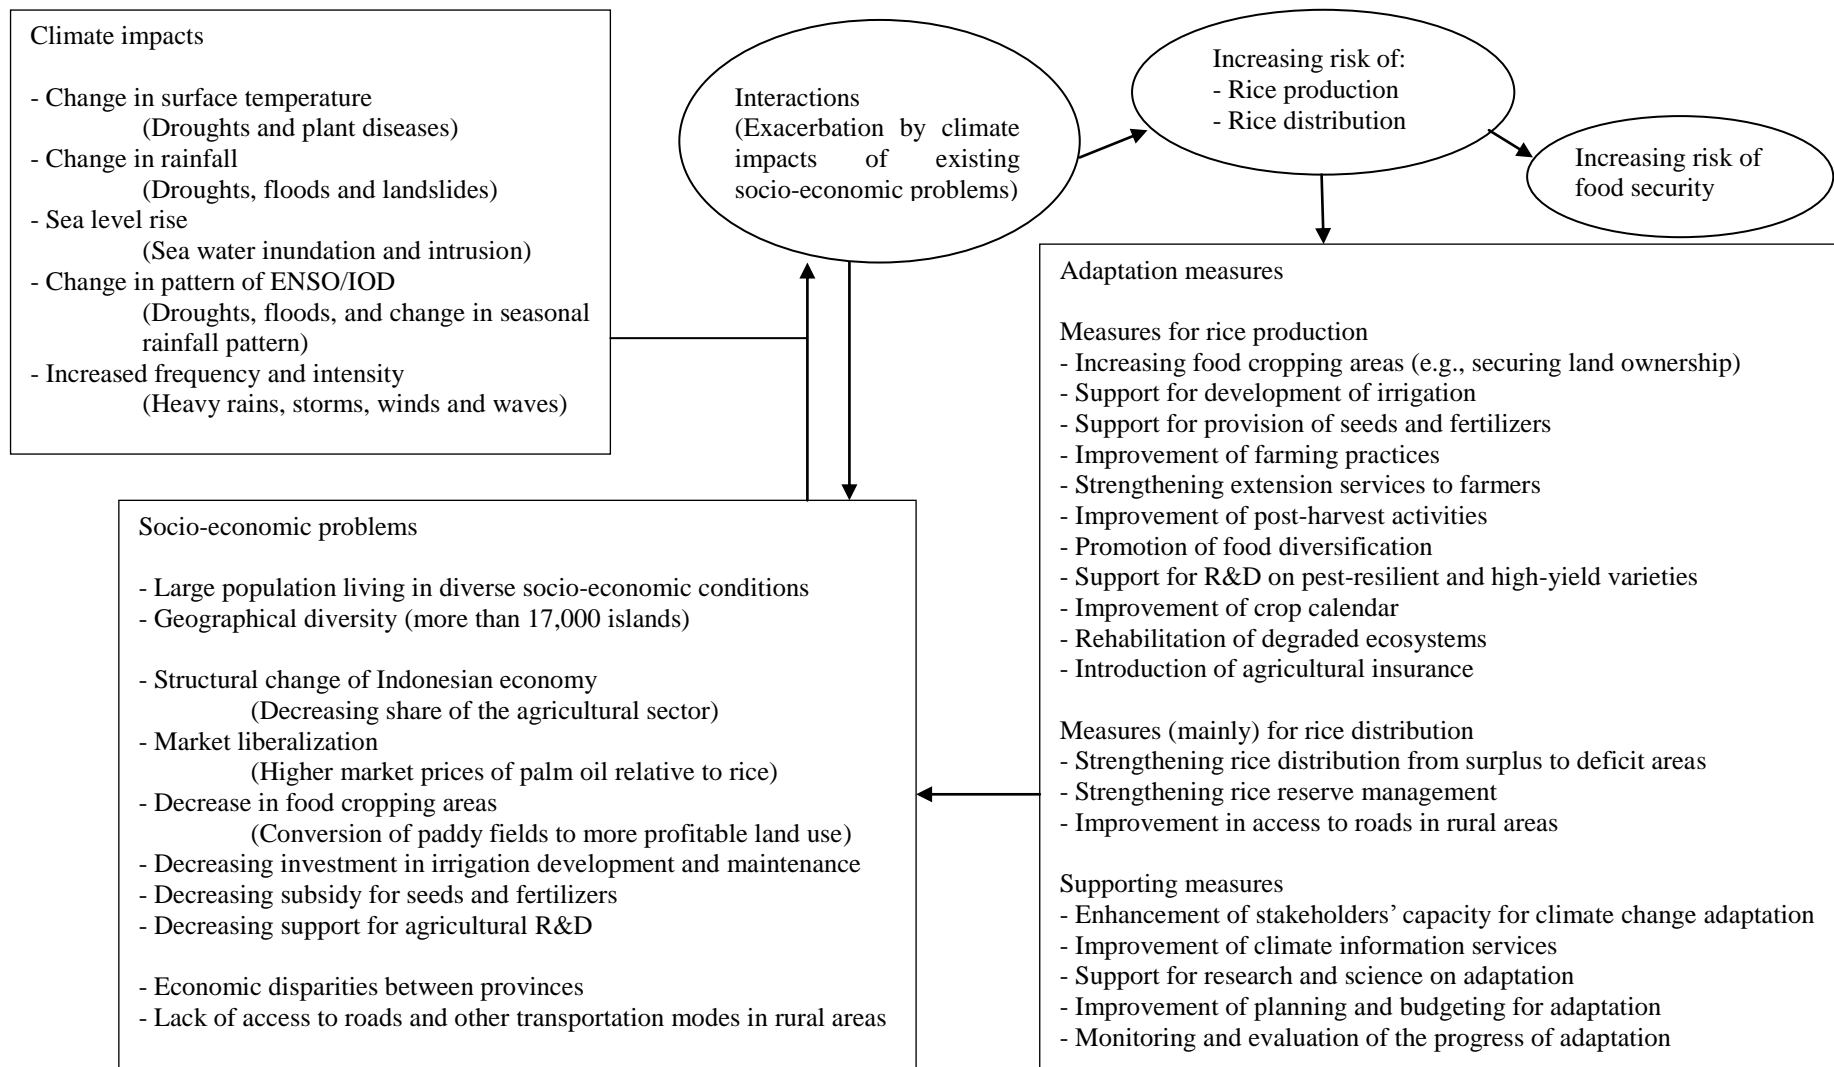 Climate impacts
- Change in surface temperature
(Droughts and plant diseases)
- Change in rainfall
(Droughts, floods and landslides)
- Sea level rise
(Sea water inundation and intrusion)
- Change in pattern of ENSO/IOD
(Droughts, floods, and change in seasonal
rainfall pattern)
- Increased frequency and intensity
(Heavy rains, storms, winds and waves)
Interactions
(Exacerbation by climate
impacts of existing
socio-economic problems)
Increasing risk of:
- Rice production
- Rice distribution
Increasing risk of
food security
Socio-economic problems
- Large population living in diverse socio-economic conditions
- Geographical diversity (more than 17,000 islands)
- Structural change of Indonesian economy
(Decreasing share of the agricultural sector)
- Market liberalization
(Higher market prices of palm oil relative to rice)
- Decrease in food cropping areas
(Conversion of paddy fields to more profitable land use)
- Decreasing investment in irrigation development and maintenance
- Decreasing subsidy for seeds and fertilizers
- Decreasing support for agricultural R&D
- Economic disparities between provinces
- Lack of access to roads and other transportation modes in rural areas
Adaptation measures
Measures for rice production
- Increasing food cropping areas (e.g., securing land ownership)
- Support for development of irrigation
- Support for provision of seeds and fertilizers
- Improvement of farming practices
- Strengthening extension services to farmers
- Improvement of post-harvest activities
- Promotion of food diversification
- Support for R&D on pest-resilient and high-yield varieties
- Improvement of crop calendar
- Rehabilitation of degraded ecosystems
- Introduction of agricultural insurance
Measures (mainly) for rice distribution
- Strengthening rice distribution from surplus to deficit areas
- Strengthening rice reserve management
- Improvement in access to roads in rural areas
Supporting measures
- Enhancement of stakeholders’ capacity for climate change adaptation
- Improvement of climate information services
- Support for research and science on adaptation
- Improvement of planning and budgeting for adaptation
- Monitoring and evaluation of the progress of adaptation